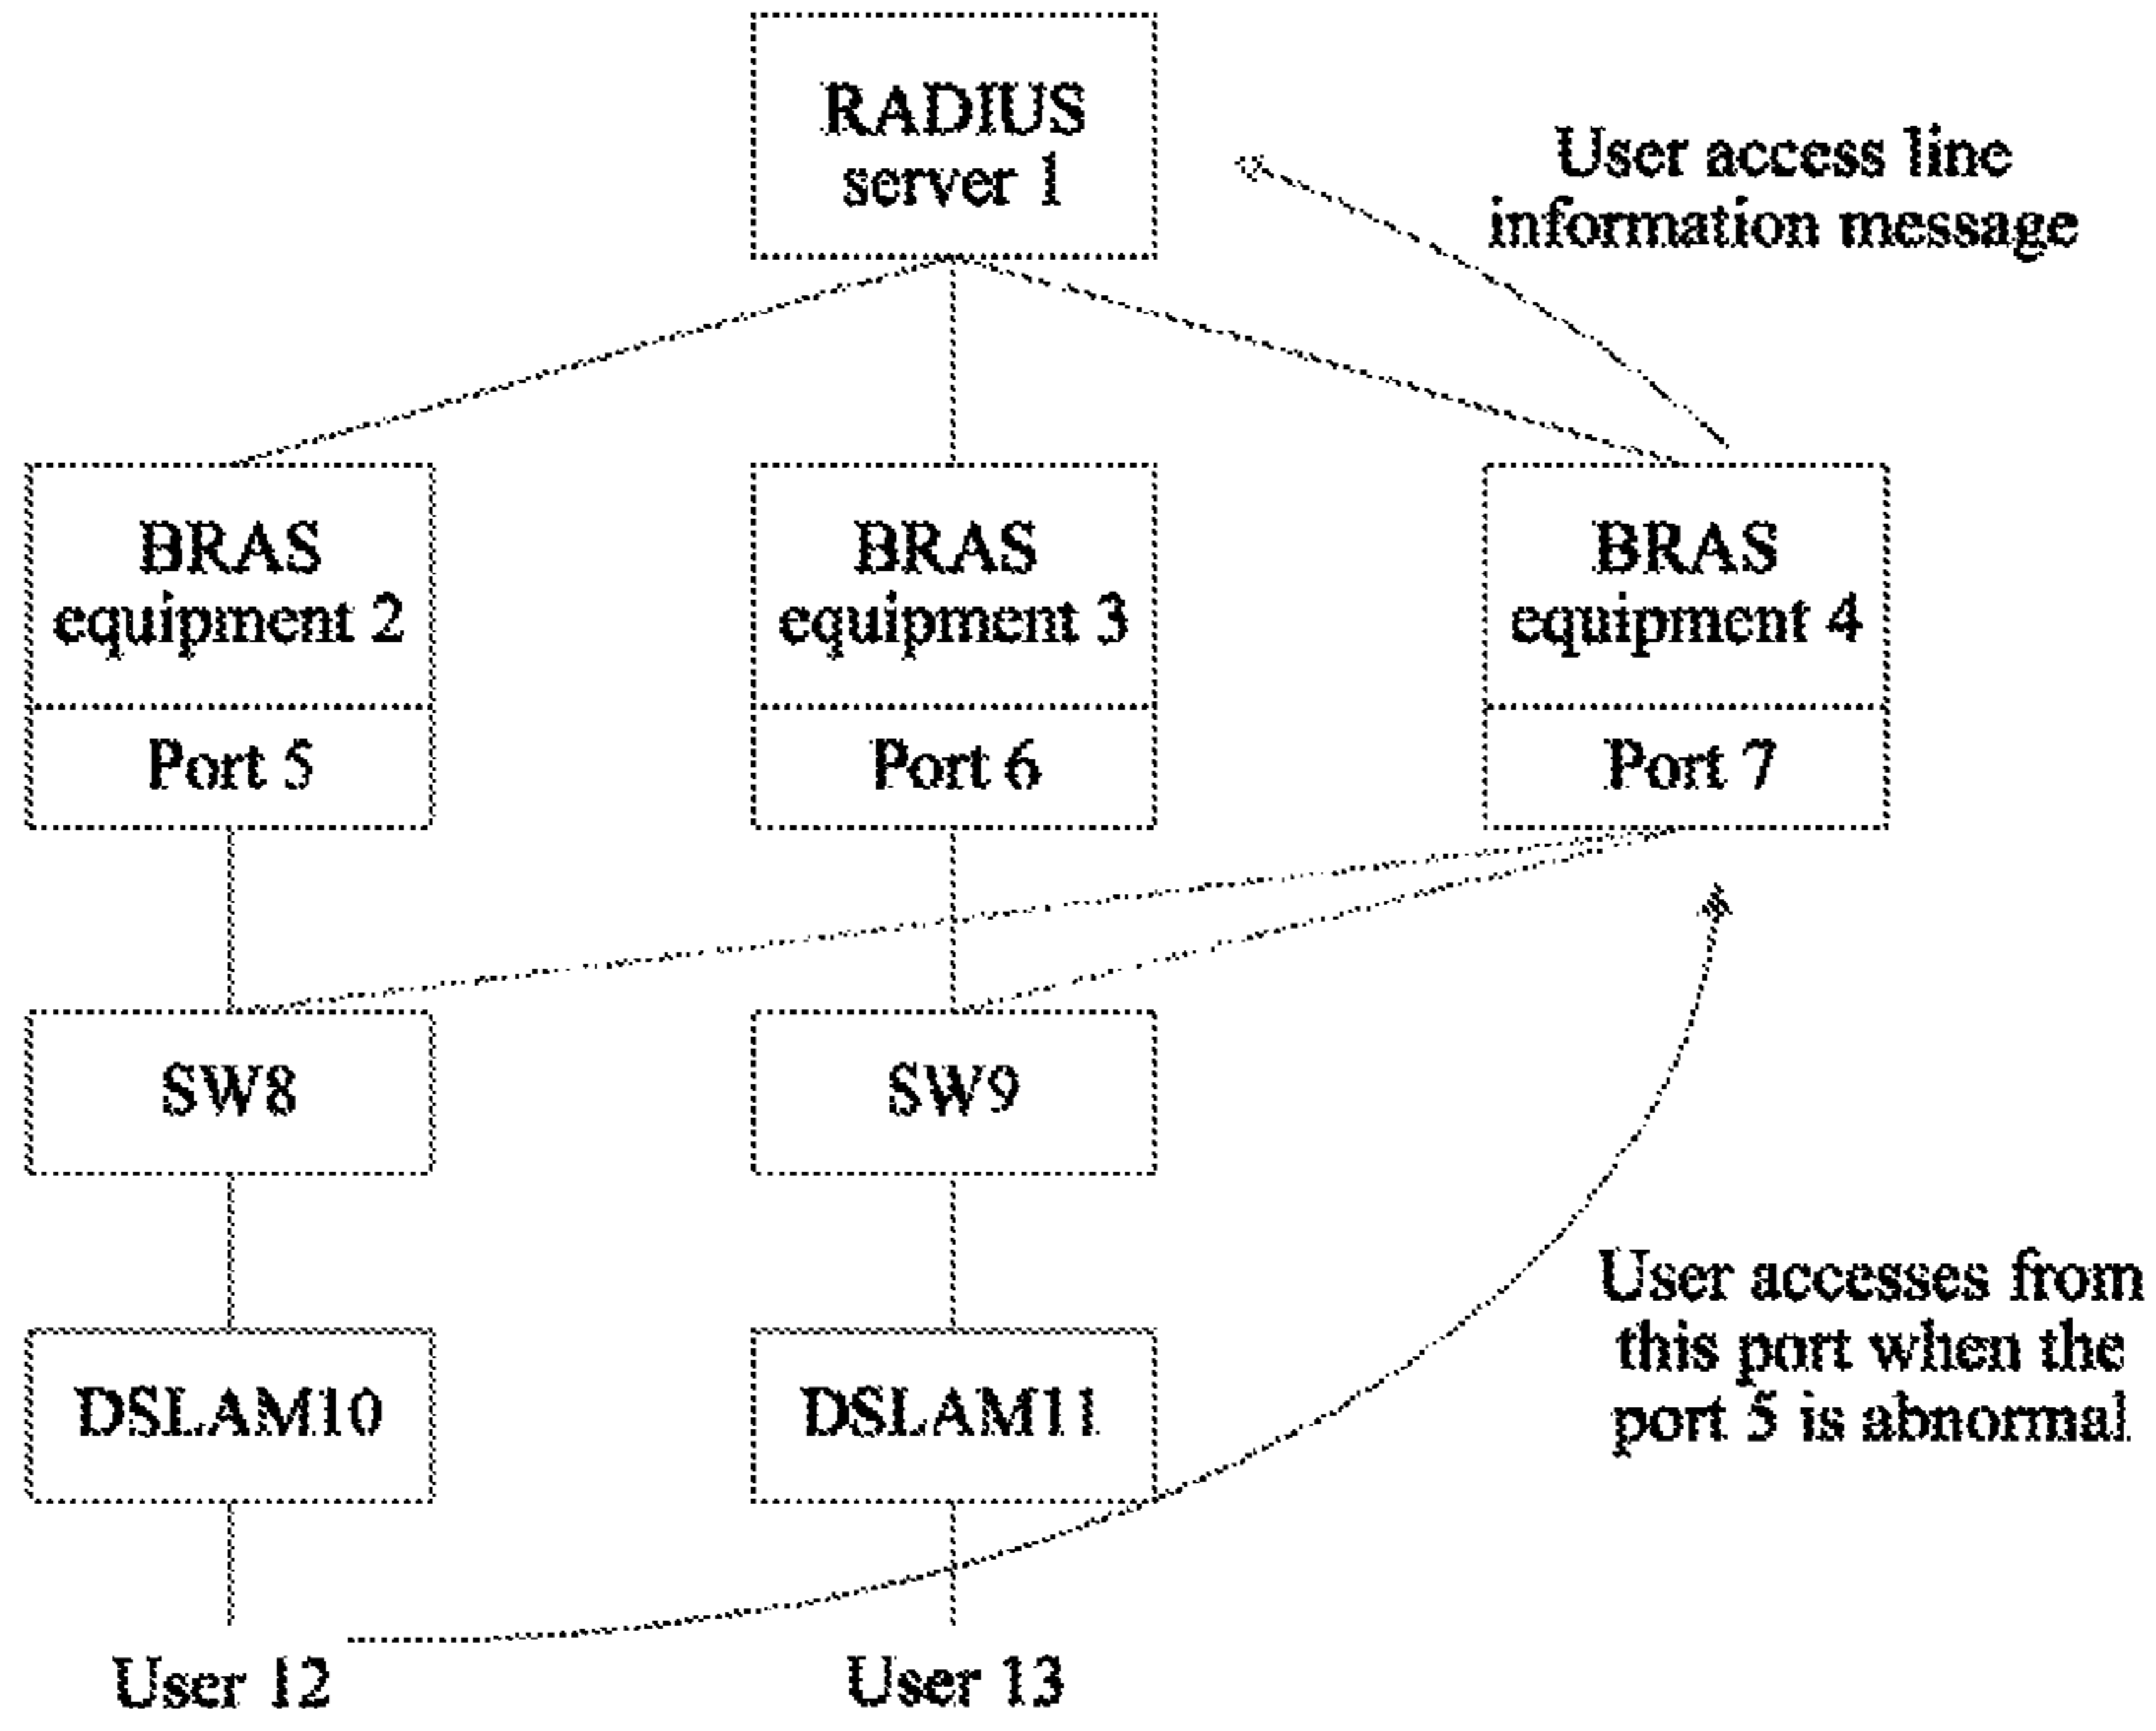 RADIUS
server 1
User access line
information message
BRAS
equipment 2
BRAS
equipment 3
BRAS
equipment 4
Port 5
Port 6
Port 7
SW8
SW9
User accesses from
this port when the
port 5 is abnormal
DSLAM10
DSLAM11
User 12
User 13